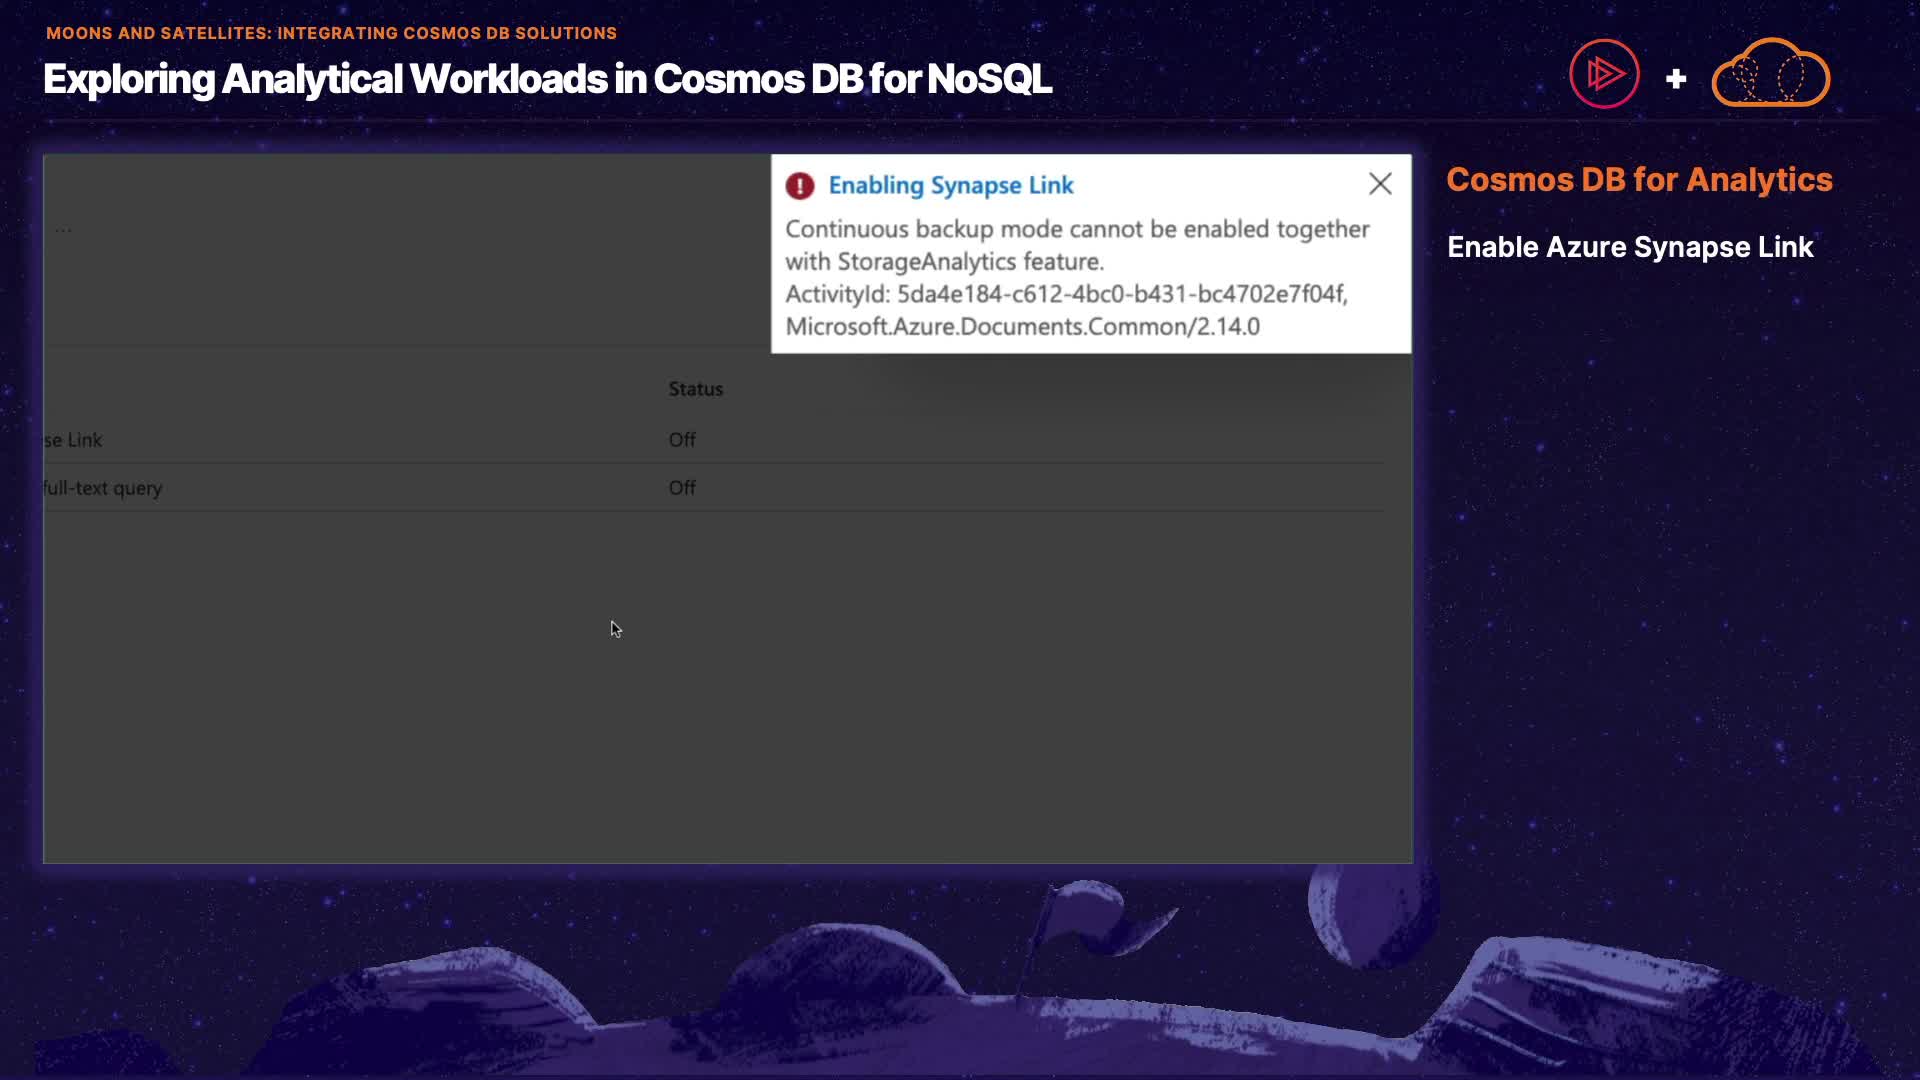 MOONS AND SATELLITES: INTEGRATING COSMOS DB SOLUTIONS
Exploring Analytical Workloads in Cosmos DB for NoSQL
Enabling Synapse Link
Continuous backup mode cannot be enabled together
with StorageAnalytics feature.
ActivityId: 5da4e184-c612-4bc0-b431-bc4702e7f04f,
Microsoft.Azure.Documents.Common/2.14.0
...
Status
se Link Off
full-text query Off
Cosmos DB for Analytics
Enable Azure Synapse Link